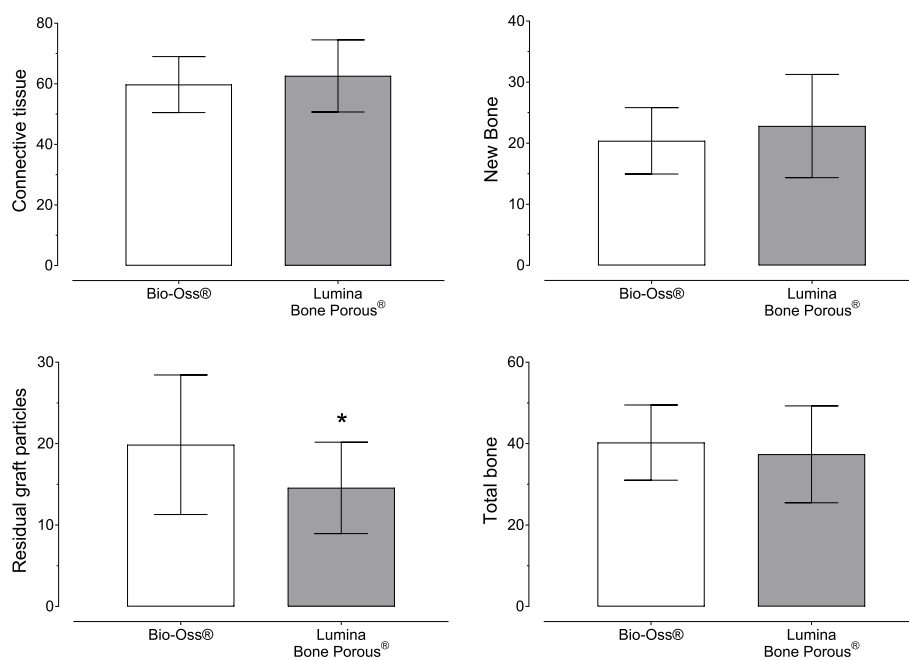 Connective tissue
80
60
40
20
0
Bio-Oss®
Lumina
Bone Porous®
New Bone
40
30
20
10
0
Bio-Oss®
Lumina
Bone Porous®
Residual graft particles
30
20
10
0
*
Bio-Oss®
Lumina
Bone Porous®
Total bone
60
40
20
0
Bio-Oss®
Lumina
Bone Porous®